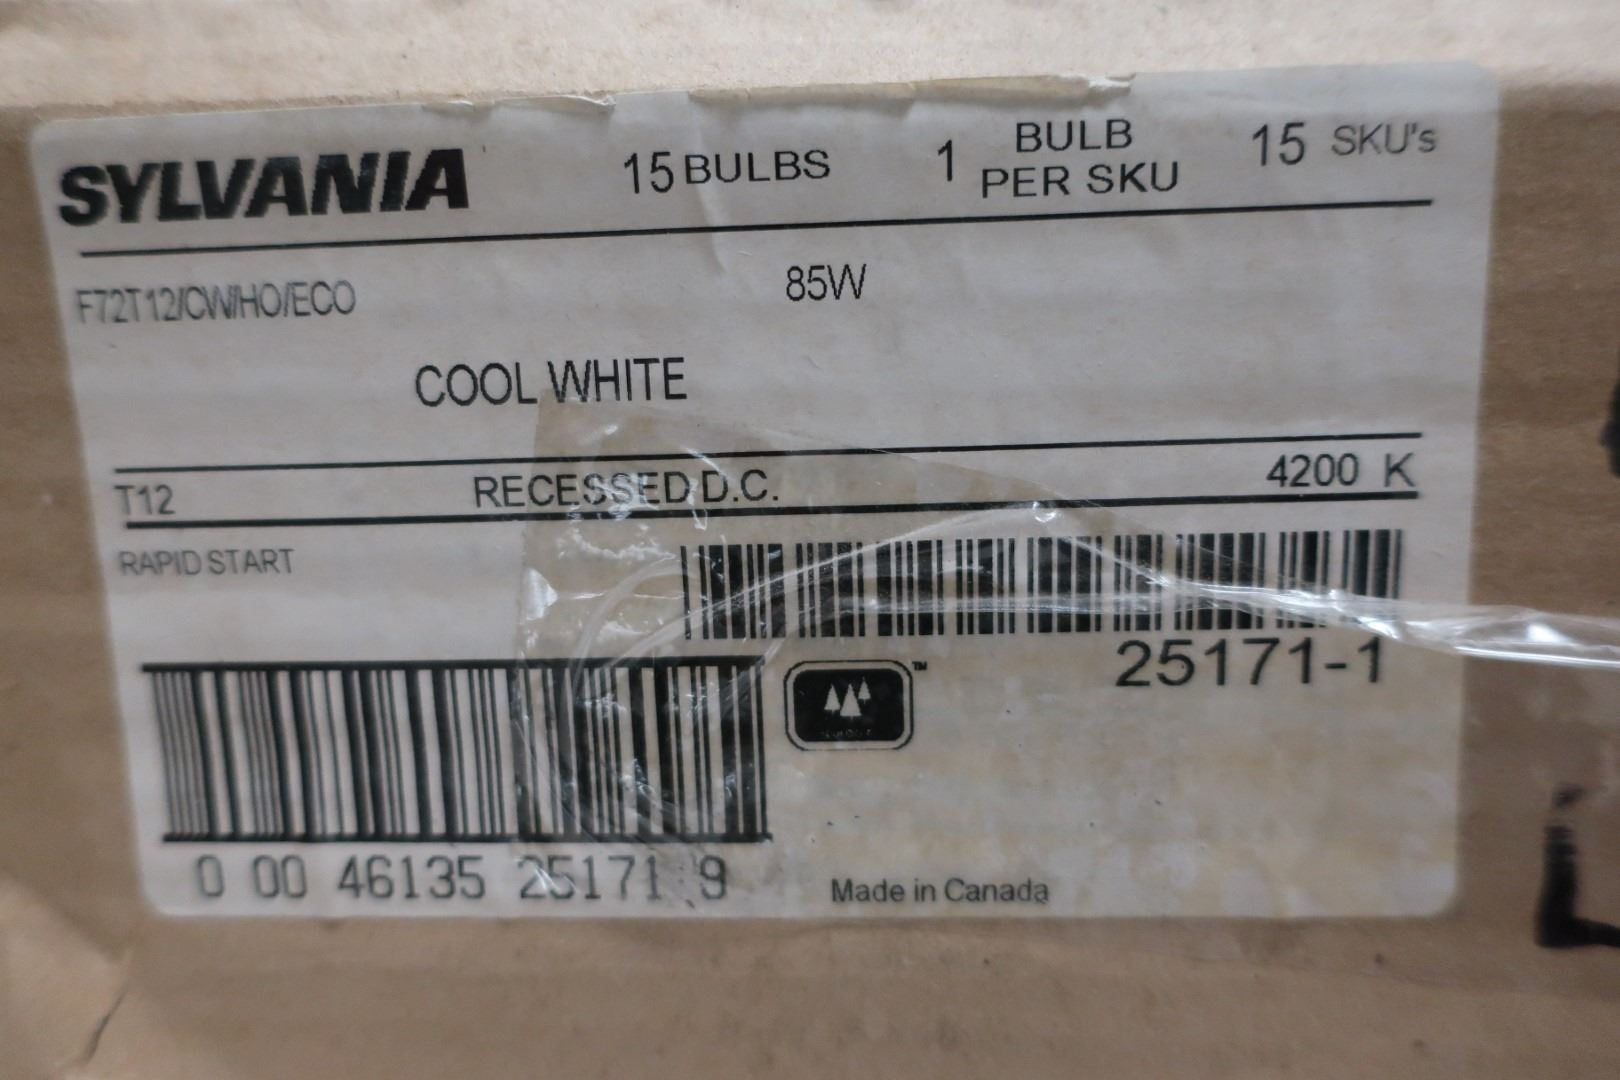 SYLVANIA 15 BULBS 1 BULB PER SKU 15 SKU's
F72T12/CW/HO/ECO 85W
COOL WHITE
T12 RECESSED D.C. 4200 K
RAPID START
25171-1
TM
0 00 46135 25171 9
Made in Canada